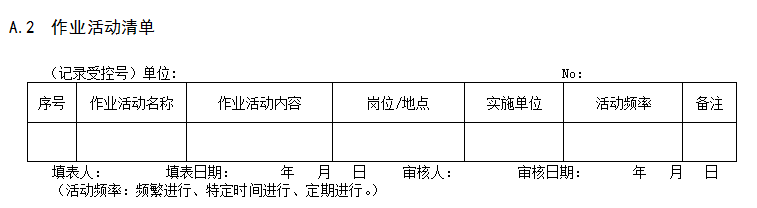 A.2 作业活动清单
（记录受控号）单位： No：
序号 作业活动名称 作业活动内容 岗位/地点 实施单位 活动频率 备注
填表人： 填表日期： 年 月 日 审核人： 审核日期： 年 月 日
（活动频率：频繁进行、特定时间进行、定期进行。）